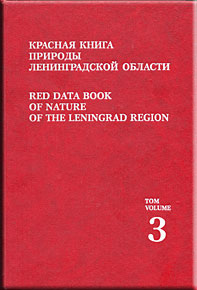 КРАСНАЯ КНИГА
ПРИРОДЫ
ЛЕНИНГРАДСКОЙ ОБЛАСТИ
RED DATA BOOK
OF NATURE
OF THE LENINGRAD REGION
ТОМ
VOLUME
3